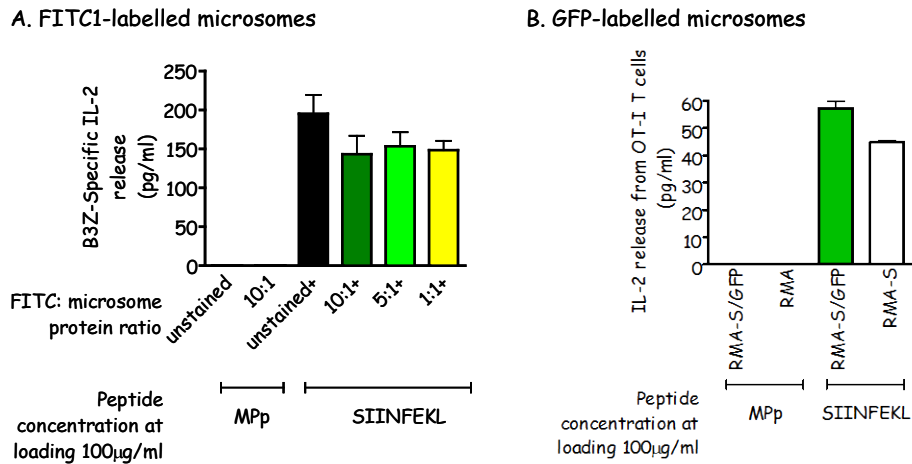 A. FITC1-labelled microsomes
B3Z-Specific IL-2
release
(pg/ml)
250
200
150
100
50
0
FITC: microsome
protein ratio
unstained
10:1
unstained+
10:1+
5:1+
1:1+
Peptide
concentration at
loading 100µg/ml
MPp
SIINFEKL
B. GFP-labelled microsomes
IL-2 release from OT-I T cells
(pg/ml)
60
50
40
30
20
10
0
RMA-S/GFP
RMA
RMA-S/GFP
RMA-S
Peptide
concentration at
loading 100µg/ml
MPp
SIINFEKL